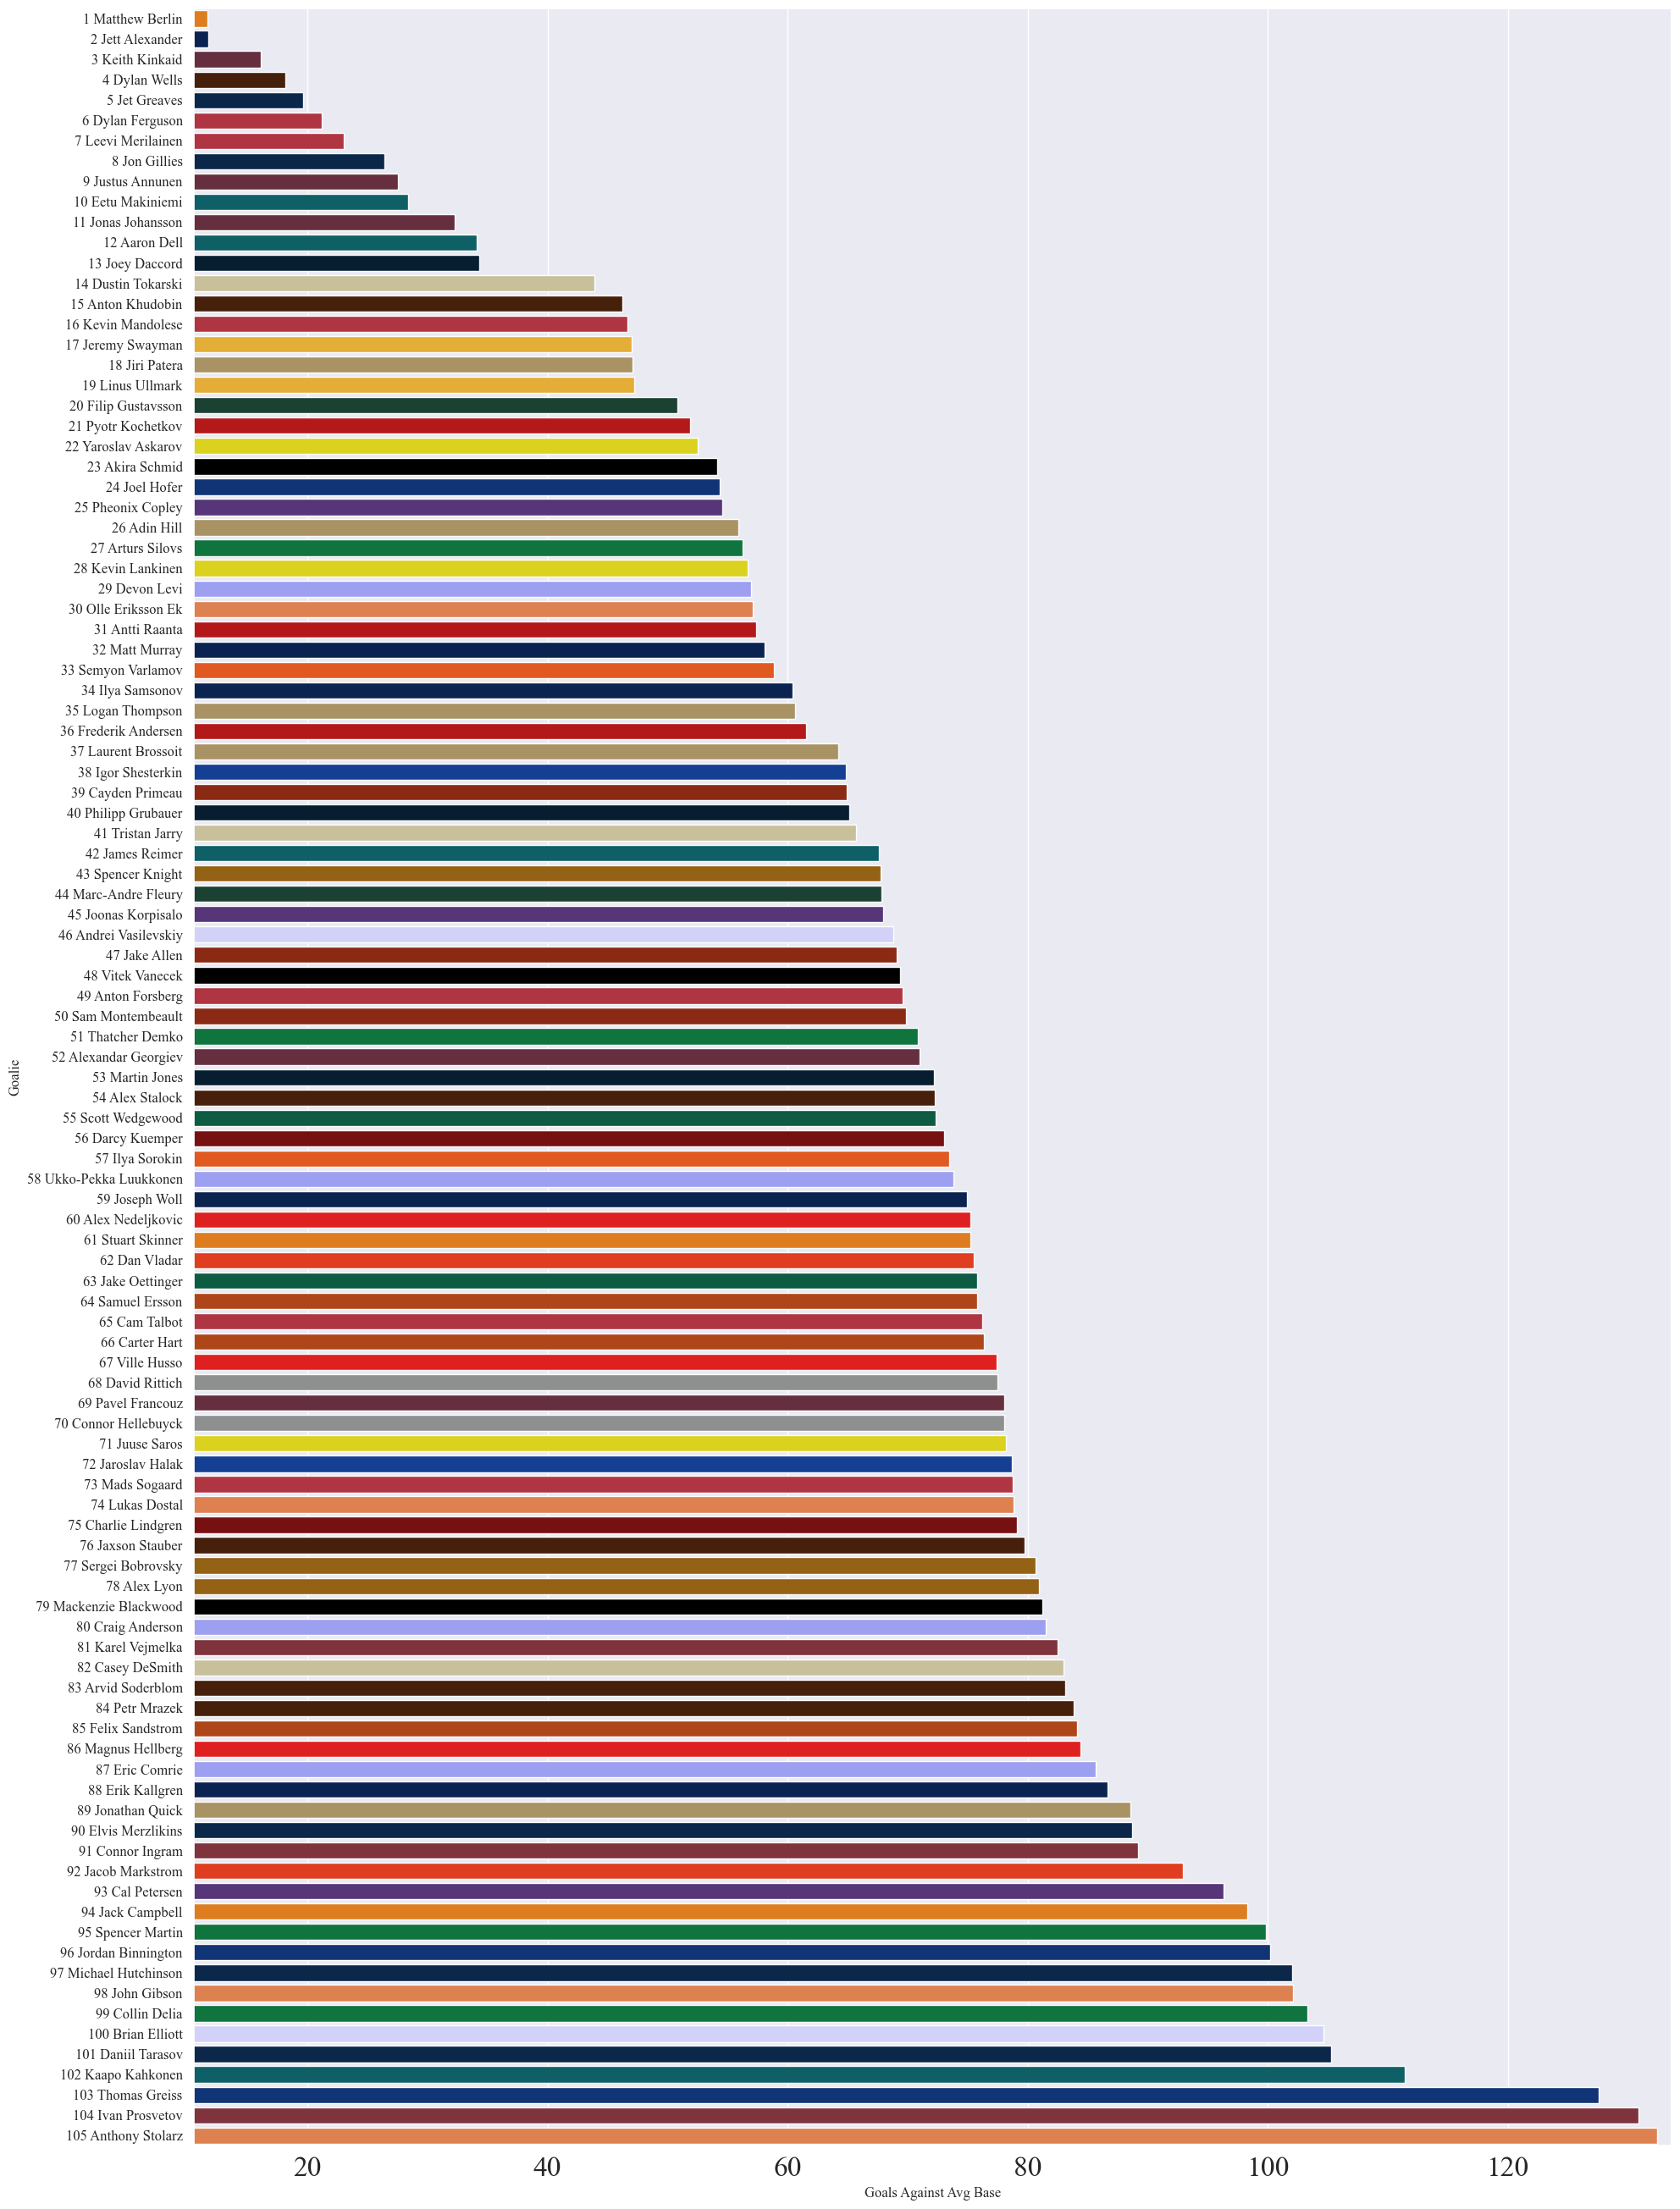 1 Matthew Berlin
2 Jett Alexander
3 Keith Kinkaid
4 Dylan Wells
5 Jet Greaves
6 Dylan Ferguson
7 Leevi Merilainen
8 Jon Gillies
9 Justus Annunen
10 Eetu Makiniemi
11 Jonas Johansson
12 Aaron Dell
13 Joey Daccord
14 Dustin Tokarski
15 Anton Khudobin
16 Kevin Mandolese
17 Jeremy Swayman
18 Jiri Patera
19 Linus Ullmark
20 Filip Gustavsson
21 Pyotr Kochetkov
22 Yaroslav Askarov
23 Akira Schmid
24 Joel Hofer
25 Pheonix Copley
26 Adin Hill
27 Arturs Silovs
28 Kevin Lankinen
29 Devon Levi
30 Olle Eriksson Ek
31 Antti Raanta
32 Matt Murray
33 Semyon Varlamov
34 Ilya Samsonov
35 Logan Thompson
36 Frederik Andersen
37 Laurent Brossoit
38 Igor Shesterkin
39 Cayden Primeau
40 Philipp Grubauer
41 Tristan Jarry
42 James Reimer
43 Spencer Knight
44 Marc-Andre Fleury
45 Joonas Korpisalo
46 Andrei Vasilevskiy
47 Jake Allen
48 Vitek Vanecek
49 Anton Forsberg
50 Sam Montembeault
51 Thatcher Demko
52 Alexandar Georgiev
53 Martin Jones
54 Alex Stalock
55 Scott Wedgewood
56 Darcy Kuemper
57 Ilya Sorokin
58 Ukko-Pekka Luukkonen
59 Joseph Woll
60 Alex Nedeljkovic
61 Stuart Skinner
62 Dan Vladar
63 Jake Oettinger
64 Samuel Ersson
65 Cam Talbot
66 Carter Hart
67 Ville Husso
68 David Rittich
69 Pavel Francouz
70 Connor Hellebuyck
71 Juuse Saros
72 Jaroslav Halak
73 Mads Sogaard
74 Lukas Dostal
75 Charlie Lindgren
76 Jaxson Stauber
77 Sergei Bobrovsky
78 Alex Lyon
79 Mackenzie Blackwood
80 Craig Anderson
81 Karel Vejmelka
82 Casey DeSmith
83 Arvid Soderblom
84 Petr Mrazek
85 Felix Sandstrom
86 Magnus Hellberg
87 Eric Comrie
88 Erik Kallgren
89 Jonathan Quick
90 Elvis Merzlikins
91 Connor Ingram
92 Jacob Markstrom
93 Cal Petersen
94 Jack Campbell
95 Spencer Martin
96 Jordan Binnington
97 Michael Hutchinson
98 John Gibson
99 Collin Delia
100 Brian Elliott
101 Daniil Tarasov
102 Kaapo Kahkonen
103 Thomas Greiss
104 Ivan Prosvetov
105 Anthony Stolarz
Goalie
20 40 60 80 100 120
Goals Against Avg Base